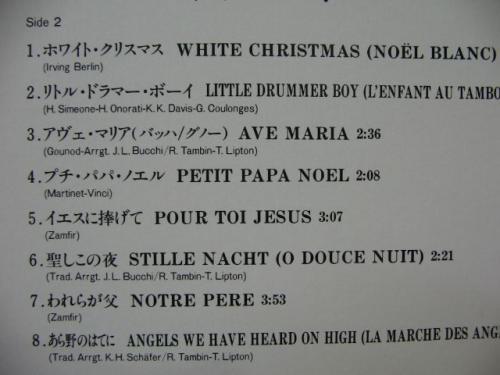 Side 2
1. ホワイト・クリスマス WHITE CHRISTMAS (NOËL BLANC)
(Irving Berlin)
2. リトル・ドラマー・ボーイ LITTLE DRUMMER BOY (L'ENFANT AU TAMBO
(H. Simeone-H. Onorati-K. K. Davis-G. Coulonges)
3. アヴェ・マリア(バッハ/グノー) AVE MARIA 2:36
(Gounod-Arrgt. J. L. Bucchi/R. Tambin-T. Lipton)
4. プチ・パパ・ノエル PETIT PAPA NOEL 2:08
(Martinet-Vinci)
5. イエスに捧げて POUR TOI JESUS 3:07
(Zamfir)
6. 聖しこの夜 STILLE NACHT (O DOUCE NUIT) 2:21
(Trad. Arrgt. J. L. Bucchi/R. Tambin-T. Lipton)
7. われらが父 NOTRE PERE 3:53
(Zamfir)
8. あら野のはてに ANGELS WE HAVE HEARD ON HIGH (LA MARCHE DES ANG
(Trad. Arrgt. K. H. Schäfer/R. Tambin-T. Lipton)